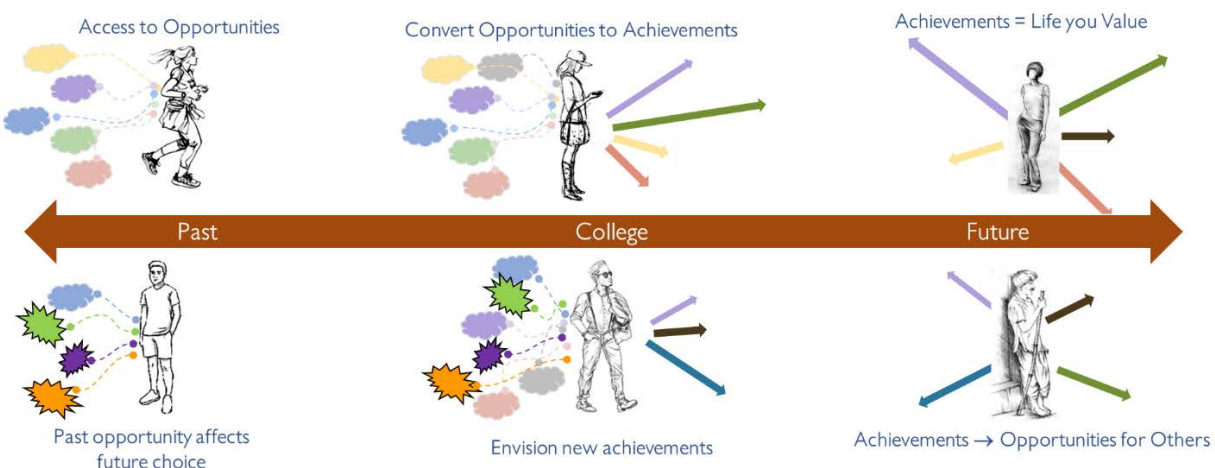 Access to Opportunities
Convert Opportunities to Achievements
Achievements = Life you Value
Past
College
Future
Past opportunity affects
future choice
Envision new achievements
Achievements → Opportunities for Others